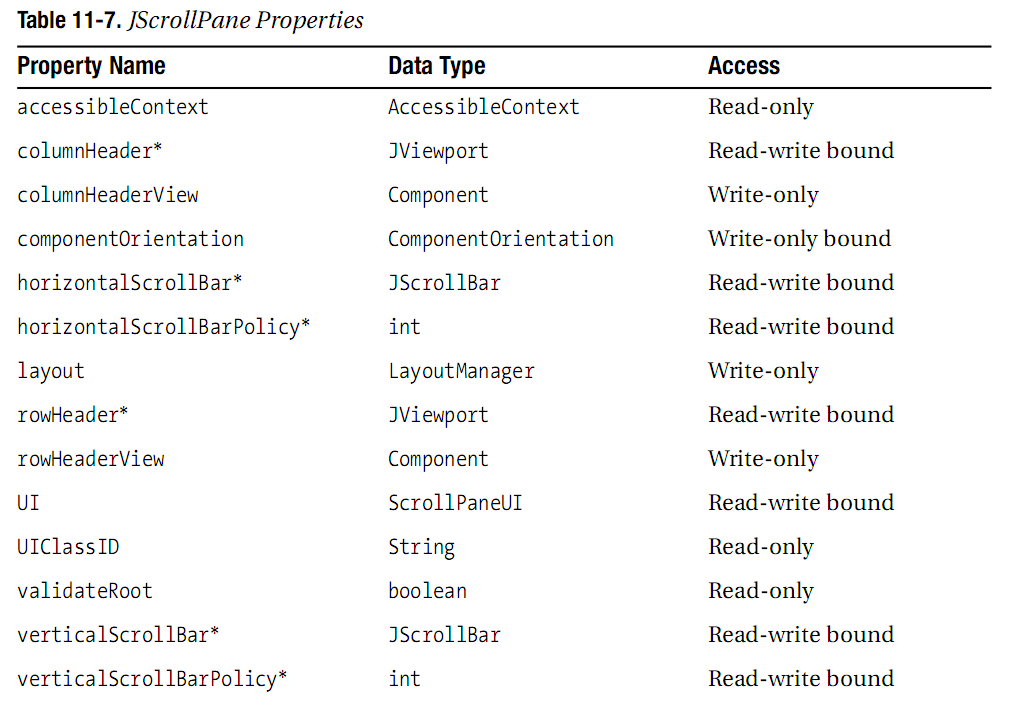 Table 11-7. JScrollPane Properties
Property Name Data Type Access
accessibleContext AccessibleContext Read-only
columnHeader* JViewport Read-write bound
columnHeaderView Component Write-only
componentOrientation ComponentOrientation Write-only bound
horizontalScrollBar* JScrollBar Read-write bound
horizontalScrollBarPolicy* int Read-write bound
layout LayoutManager Write-only
rowHeader* JViewport Read-write bound
rowHeaderView Component Write-only
UI ScrollPaneUI Read-write bound
UIClassID String Read-only
validateRoot boolean Read-only
verticalScrollBar* JScrollBar Read-write bound
verticalScrollBarPolicy* int Read-write bound